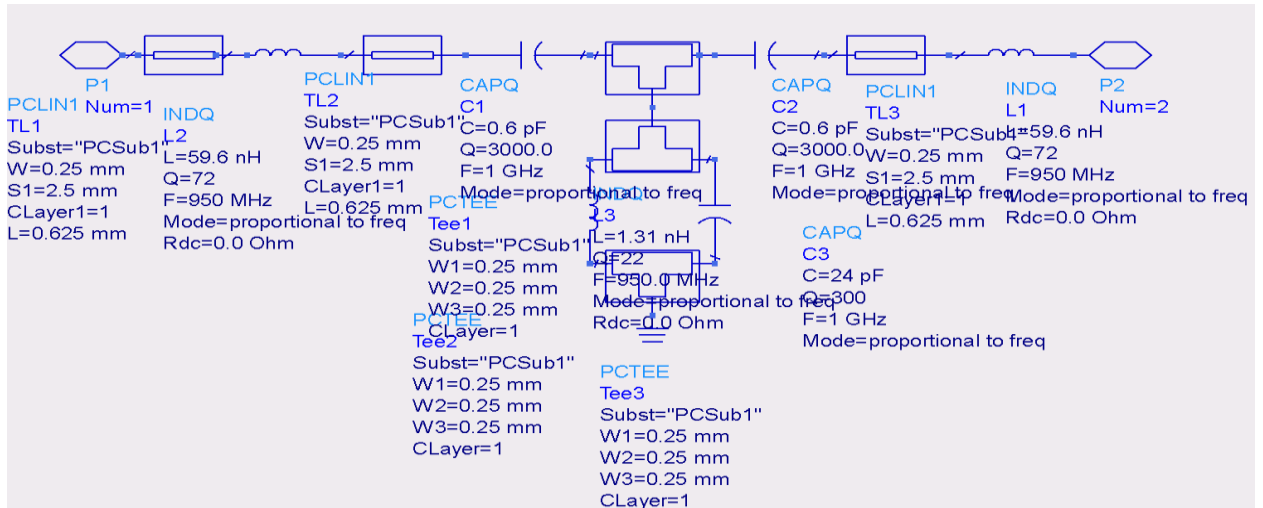 P1
Num=1
PCLIN1
TL1
Subst="PCSub1"
W=0.25 mm
S1=2.5 mm
CLayer1=1
L=0.625 mm
INDQ
L2
L=59.6 nH
Q=72
F=950 MHz
Mode=proportional to freq
Rdc=0.0 Ohm
PCLIN1
TL2
Subst="PCSub1"
W=0.25 mm
S1=2.5 mm
CLayer1=1
L=0.625 mm
CAPQ
C1
C=0.6 pF
Q=3000.0
F=1 GHz
Mode=proportional to freq
PCTEE
Tee1
Subst="PCSub1"
W1=0.25 mm
W2=0.25 mm
W3=0.25 mm
CLayer=1
PCTEE
Tee2
Subst="PCSub1"
W1=0.25 mm
W2=0.25 mm
W3=0.25 mm
CLayer=1
INDQ
L3
L=1.31 nH
Q=22
F=950.0 MHz
Mode=proportional to freq
Rdc=0.0 Ohm
PCTEE
Tee3
Subst="PCSub1"
W1=0.25 mm
W2=0.25 mm
W3=0.25 mm
CLayer=1
CAPQ
C2
C=0.6 pF
Q=3000.0
F=1 GHz
Mode=proportional to freq
CAPQ
C3
C=24 pF
Q=300
F=1 GHz
Mode=proportional to freq
PCLIN1
TL3
Subst="PCSub1"
W=0.25 mm
S1=2.5 mm
CLayer1=1
L=0.625 mm
INDQ
L1
L=59.6 nH
Q=72
F=950 MHz
Mode=proportional to freq
Rdc=0.0 Ohm
P2
Num=2